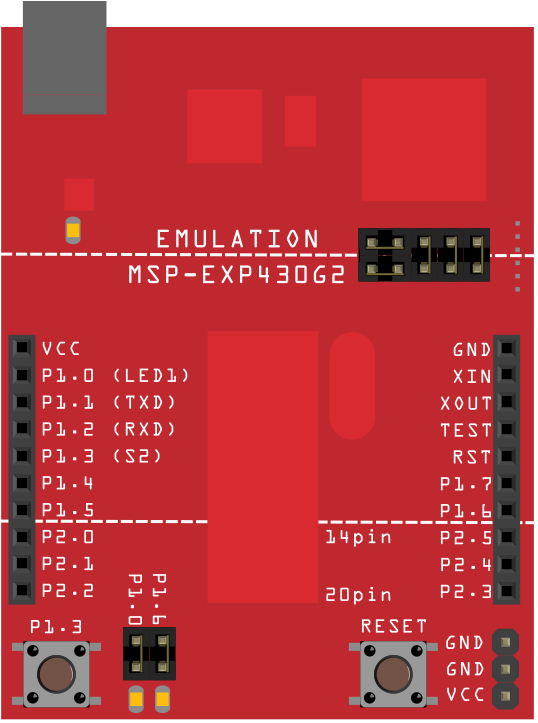 EMULATION
MSP-EXP430G2
VCC
P1.0 (LED1)
P1.1 (TXD)
P1.2 (RXD)
P1.3 (S2)
P1.4
P1.5
P2.0
P2.1
P2.2
GND
XIN
XOUT
TEST
RST
P1.7
P1.6
P2.5
P2.4
P2.3
14pin
20pin
P1.3
P1.0
P1.6
RESET
GND
GND
VCC